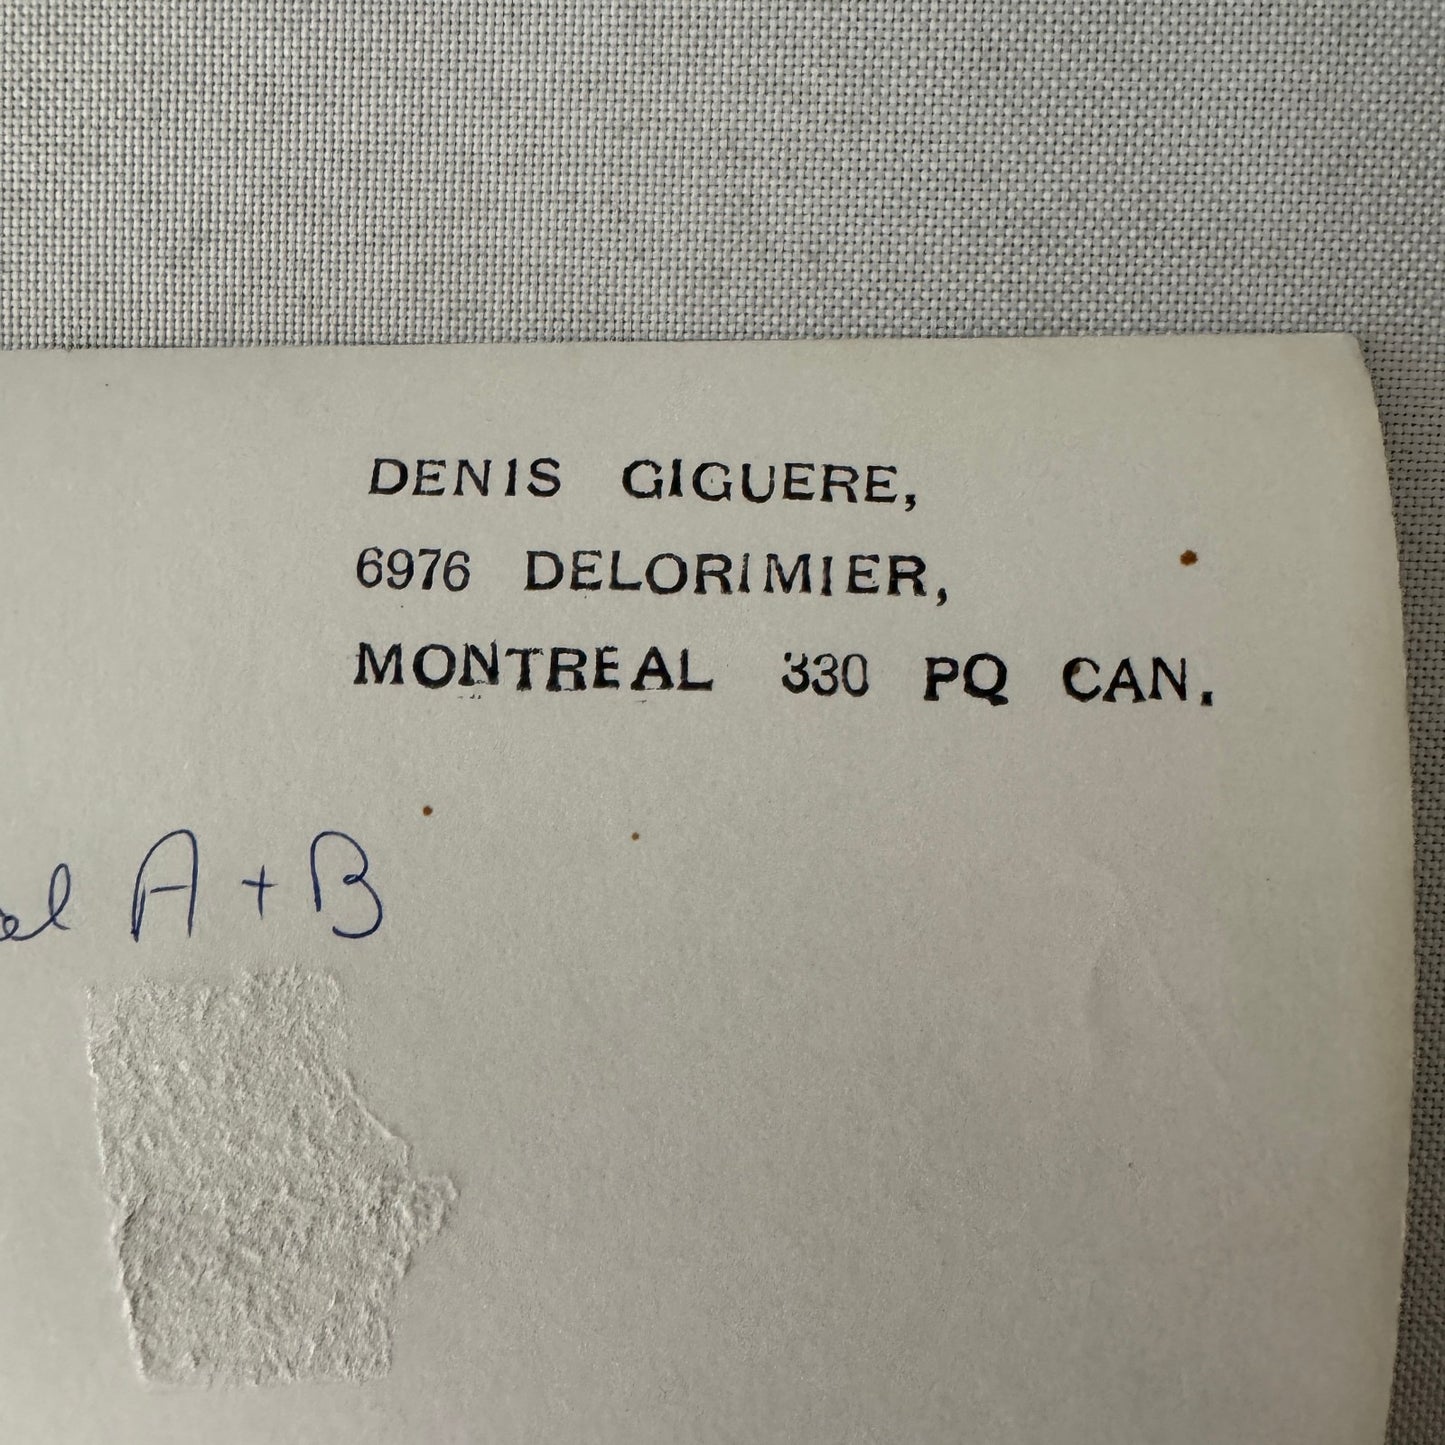 DENIS GIGUERE,
6976 DELORIMIER,
MONTREAL 330 PQ CAN.
A + B